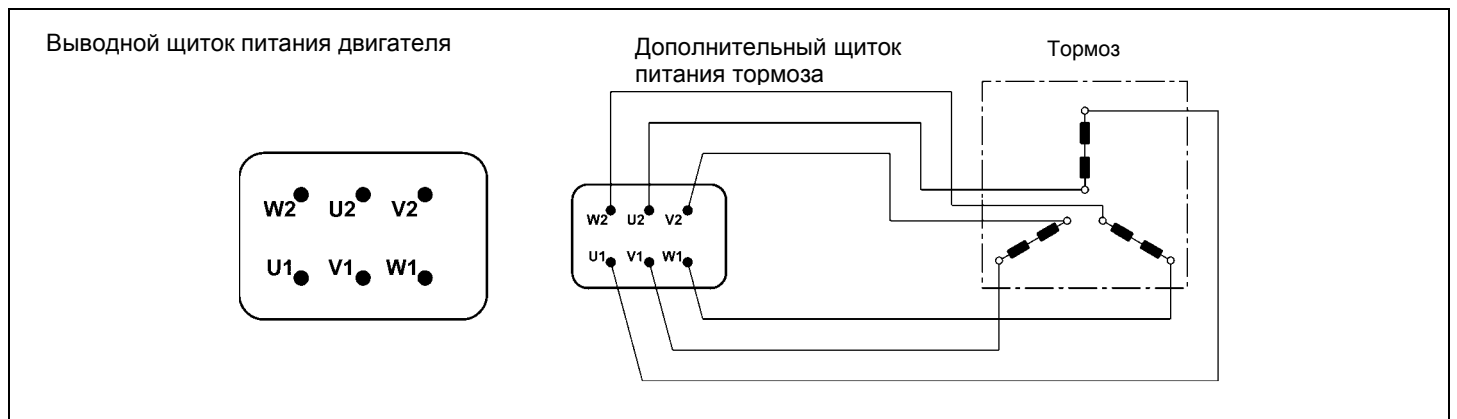 Выводной щиток питания двигателя
Дополнительный щиток
питания тормоза
Тормоз
W2 U2 V2
U1 V1 W1
W2 U2 V2
U1 V1 W1